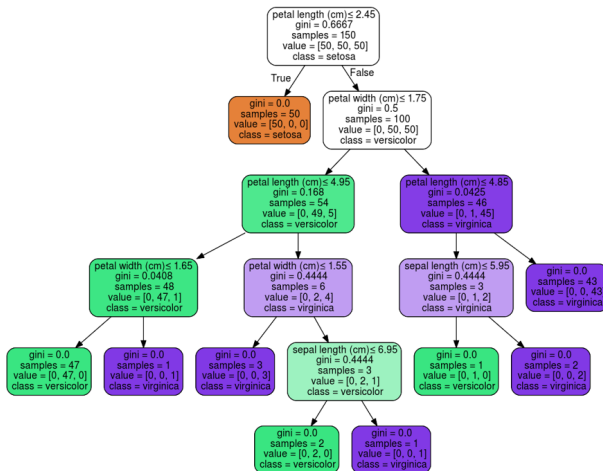 petal length (cm)≤ 2.45
gini = 0.6667
samples = 150
value = [50, 50, 50]
class = setosa
True
False
gini = 0.0
samples = 50
value = [50, 0, 0]
class = setosa
petal width (cm)≤ 1.75
gini = 0.5
samples = 100
value = [0, 50, 50]
class = versicolor
petal length (cm)≤ 4.95
gini = 0.168
samples = 54
value = [0, 49, 5]
class = versicolor
petal length (cm)≤ 4.85
gini = 0.0425
samples = 46
value = [0, 1, 45]
class = virginica
petal width (cm)≤ 1.65
gini = 0.0408
samples = 48
value = [0, 47, 1]
class = versicolor
petal width (cm)≤ 1.55
gini = 0.4444
samples = 6
value = [0, 2, 4]
class = virginica
sepal length (cm)≤ 5.95
gini = 0.4444
samples = 3
value = [0, 1, 2]
class = virginica
gini = 0.0
samples = 43
value = [0, 0, 43]
class = virginica
gini = 0.0
samples = 47
value = [0, 47, 0]
class = versicolor
gini = 0.0
samples = 1
value = [0, 0, 1]
class = virginica
gini = 0.0
samples = 3
value = [0, 0, 3]
class = virginica
sepal length (cm)≤ 6.95
gini = 0.4444
samples = 3
value = [0, 2, 1]
class = versicolor
gini = 0.0
samples = 1
value = [0, 1, 0]
class = versicolor
gini = 0.0
samples = 2
value = [0, 0, 2]
class = virginica
gini = 0.0
samples = 2
value = [0, 2, 0]
class = versicolor
gini = 0.0
samples = 1
value = [0, 0, 1]
class = virginica